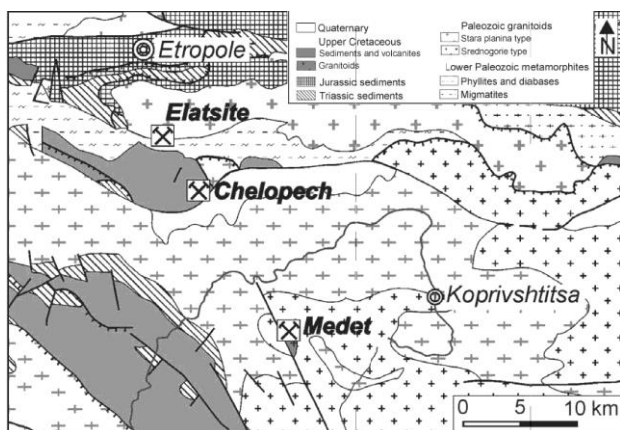 Quaternary
Upper Cretaceous
Sediments and volcanites
Granitoids
Jurassic sediments
Triassic sediments
Paleozoic granitoids
Stara planina type
Srednogorie type
Lower Paleozoic metamorphites
Phyllites and diabases
Migmatites
N
Etropole
Elatsite
Chelopech
Koprivshtitsa
Medet
0 5 10 km